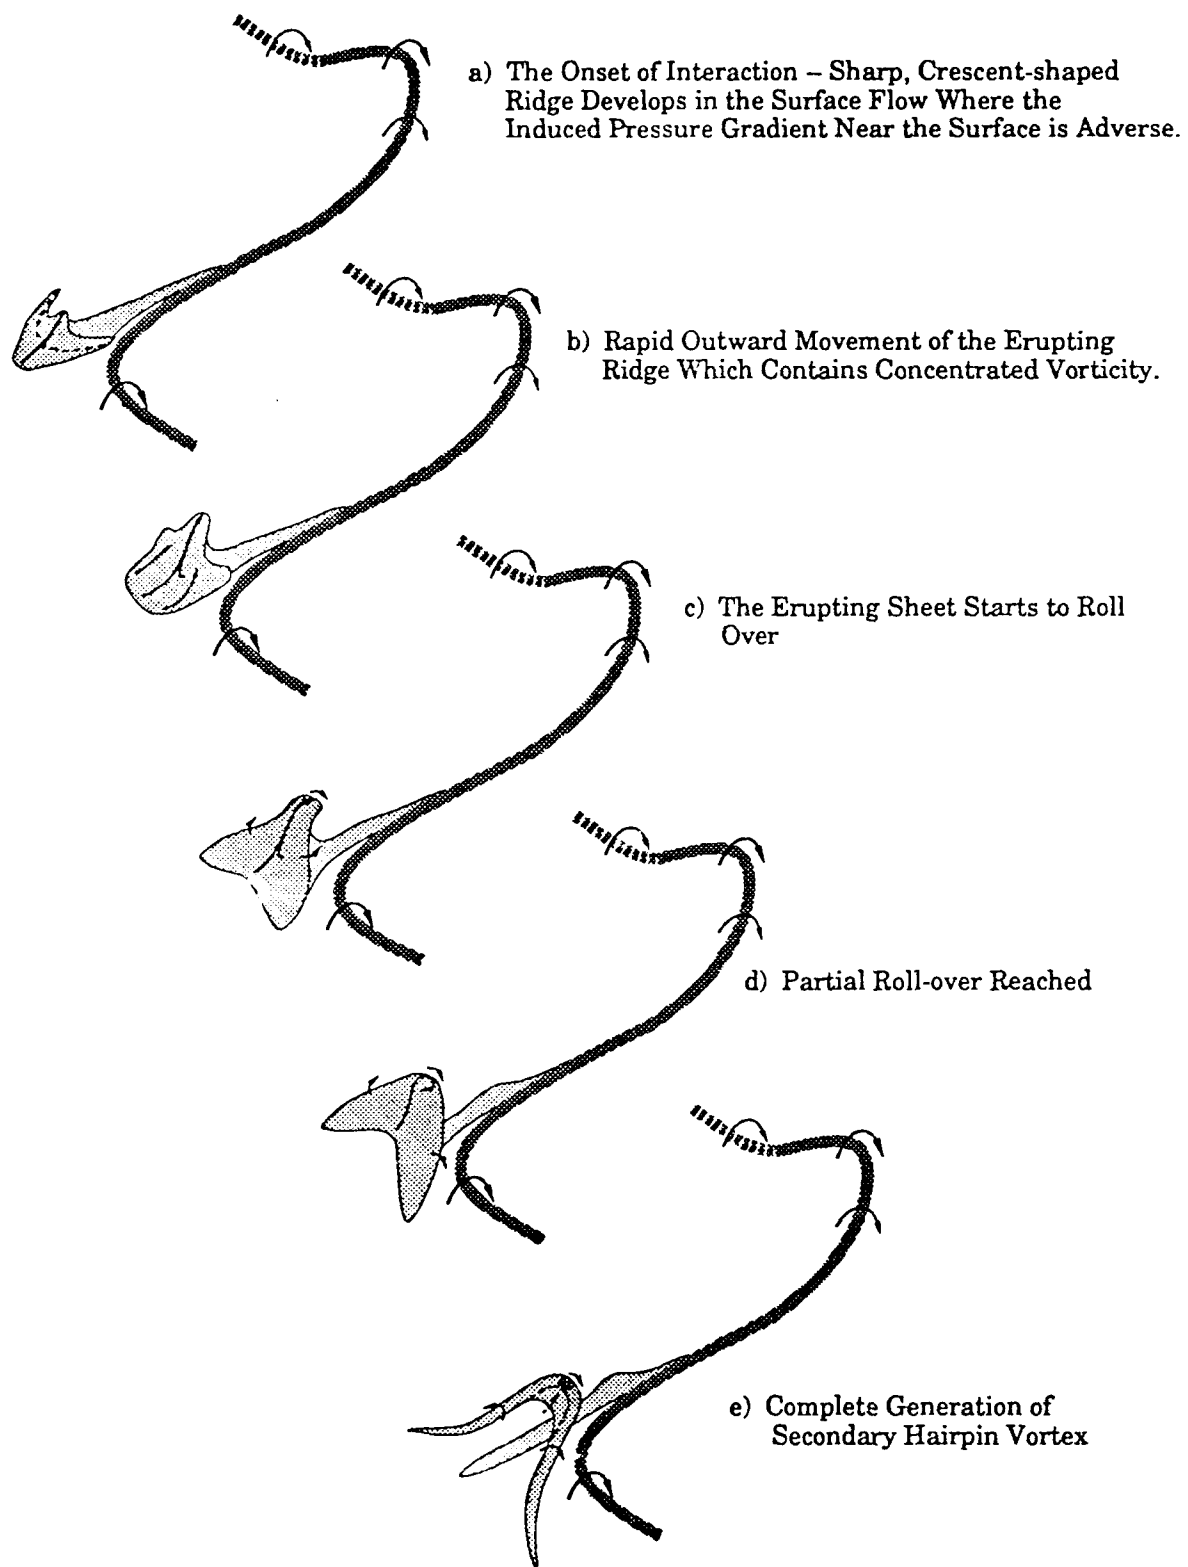 a) The Onset of Interaction – Sharp, Crescent-shaped
Ridge Develops in the Surface Flow Where the
Induced Pressure Gradient Near the Surface is Adverse.
b) Rapid Outward Movement of the Erupting
Ridge Which Contains Concentrated Vorticity.
c) The Erupting Sheet Starts to Roll
Over
d) Partial Roll-over Reached
e) Complete Generation of
Secondary Hairpin Vortex